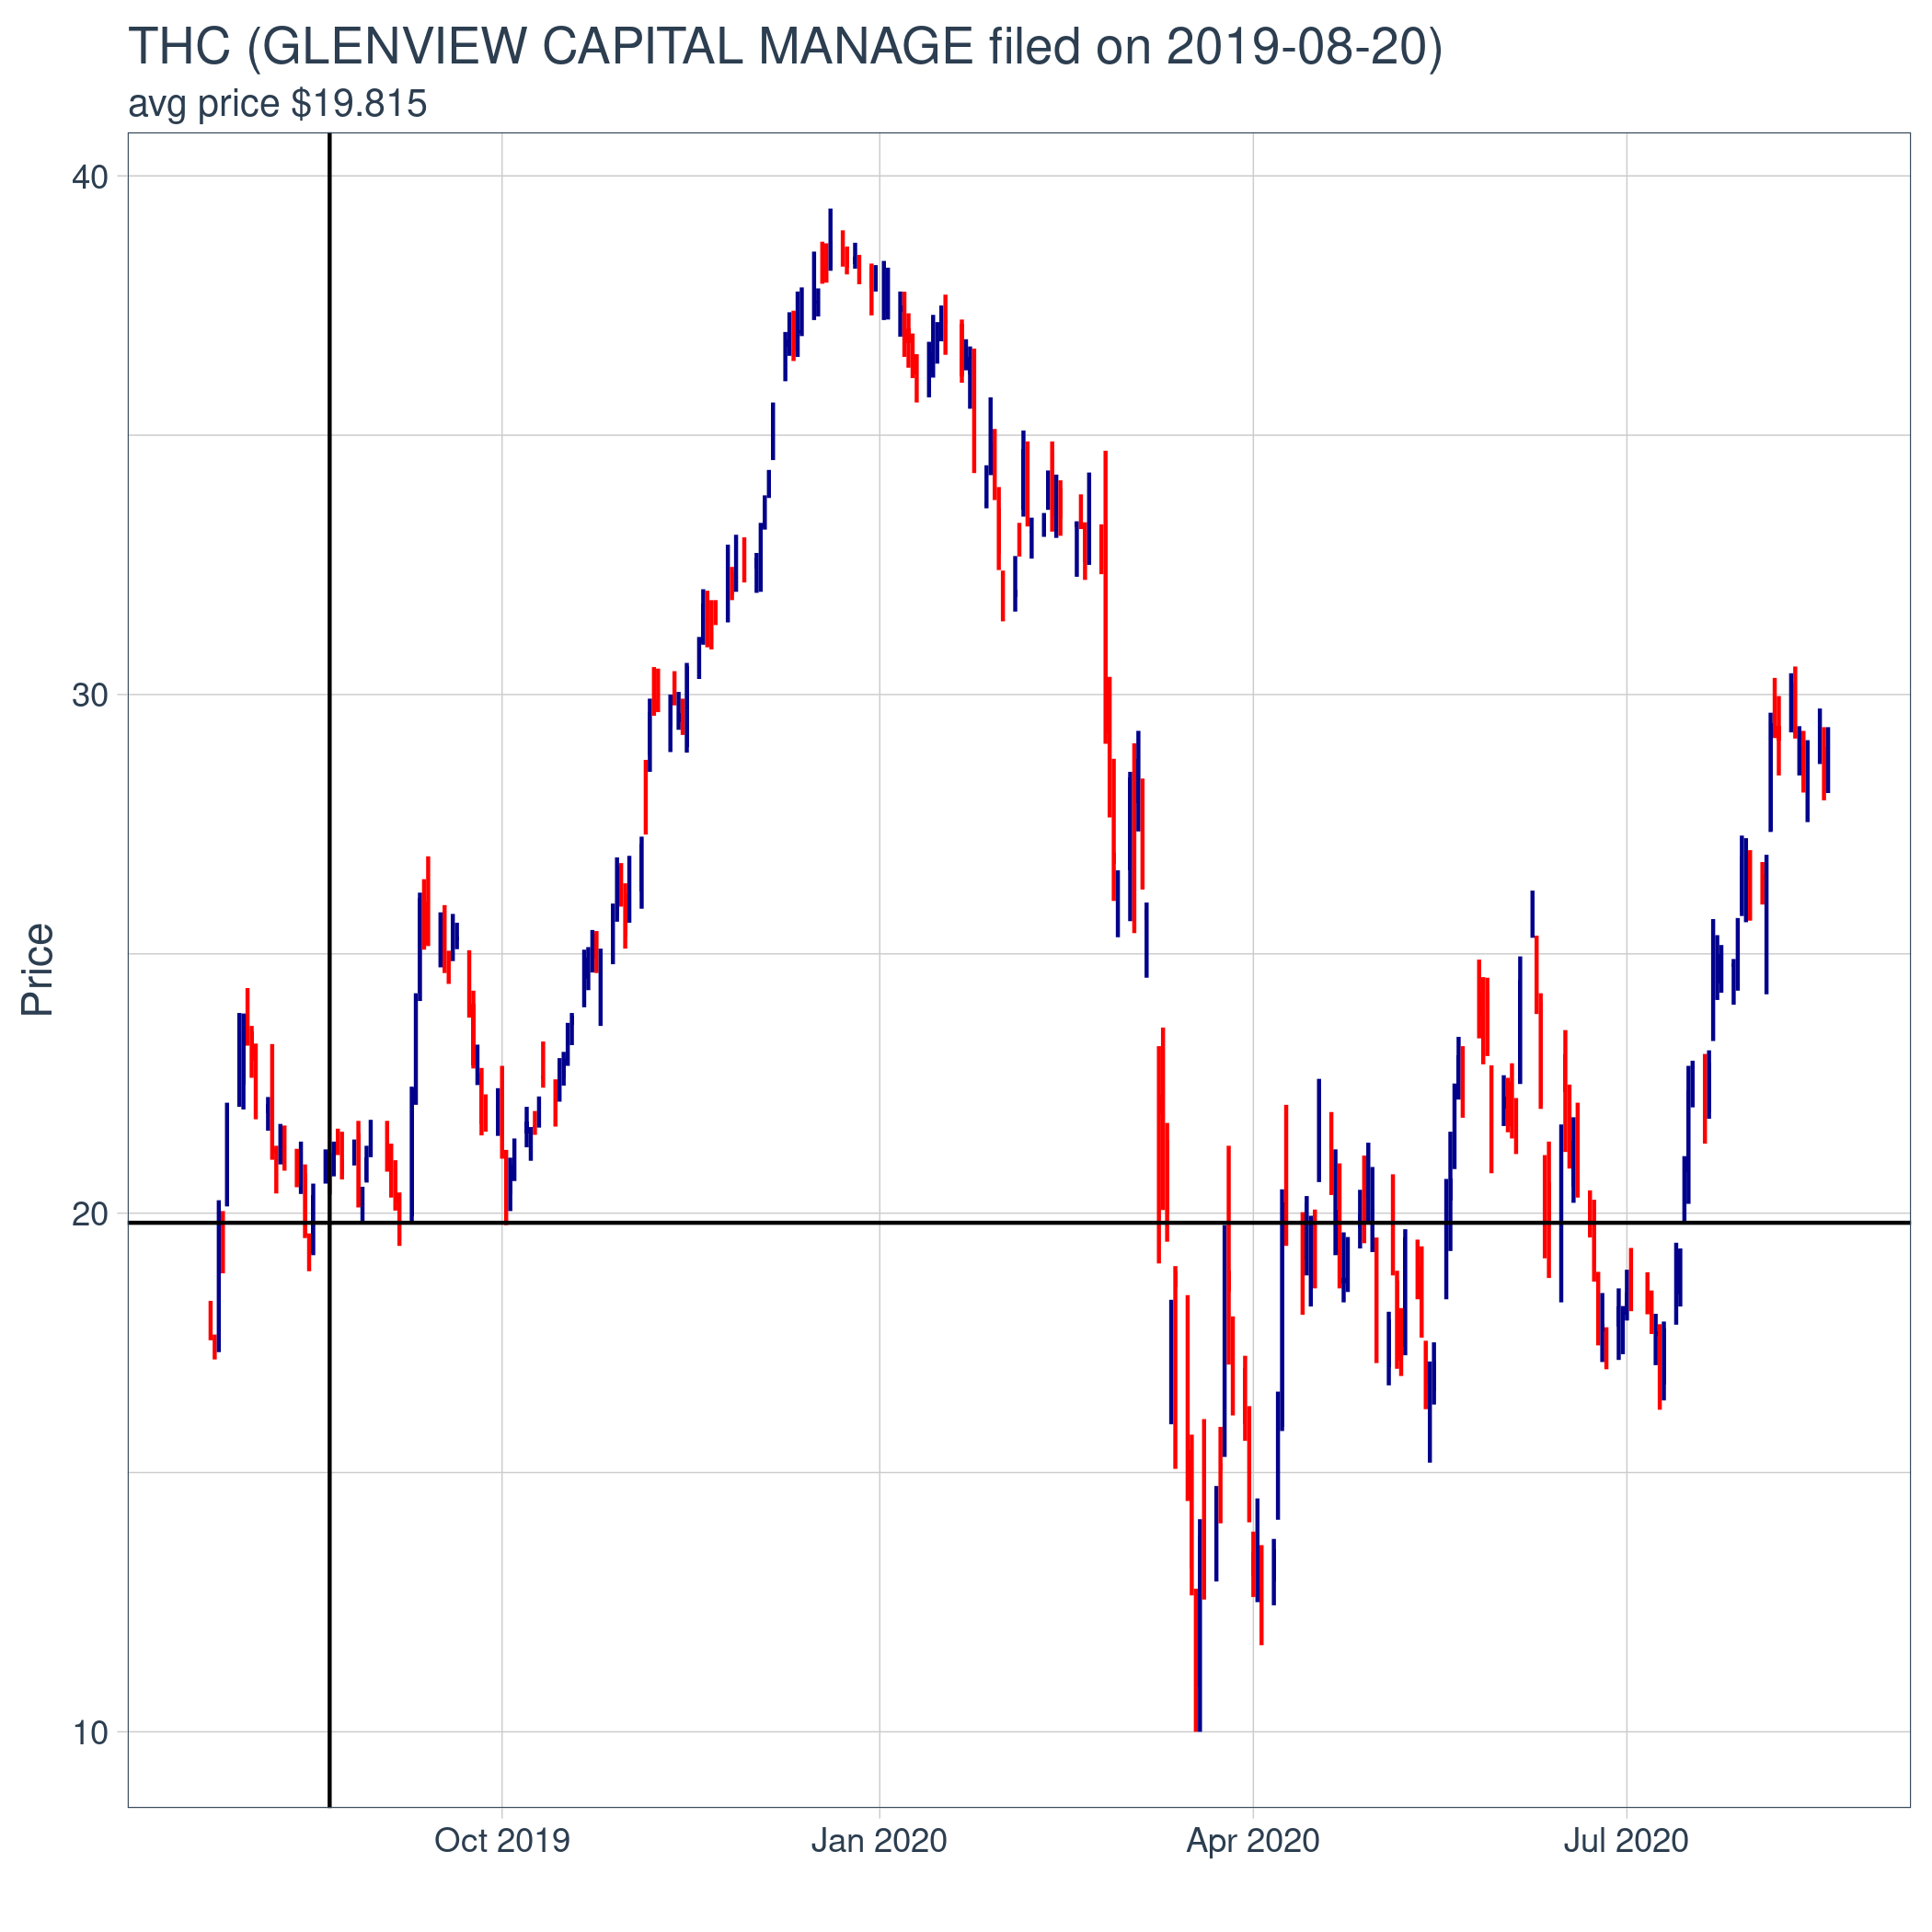 THC (GLENVIEW CAPITAL MANAGE filed on 2019-08-20)
avg price $19.815
40
30
20
10
Price
Oct 2019
Jan 2020
Apr 2020
Jul 2020